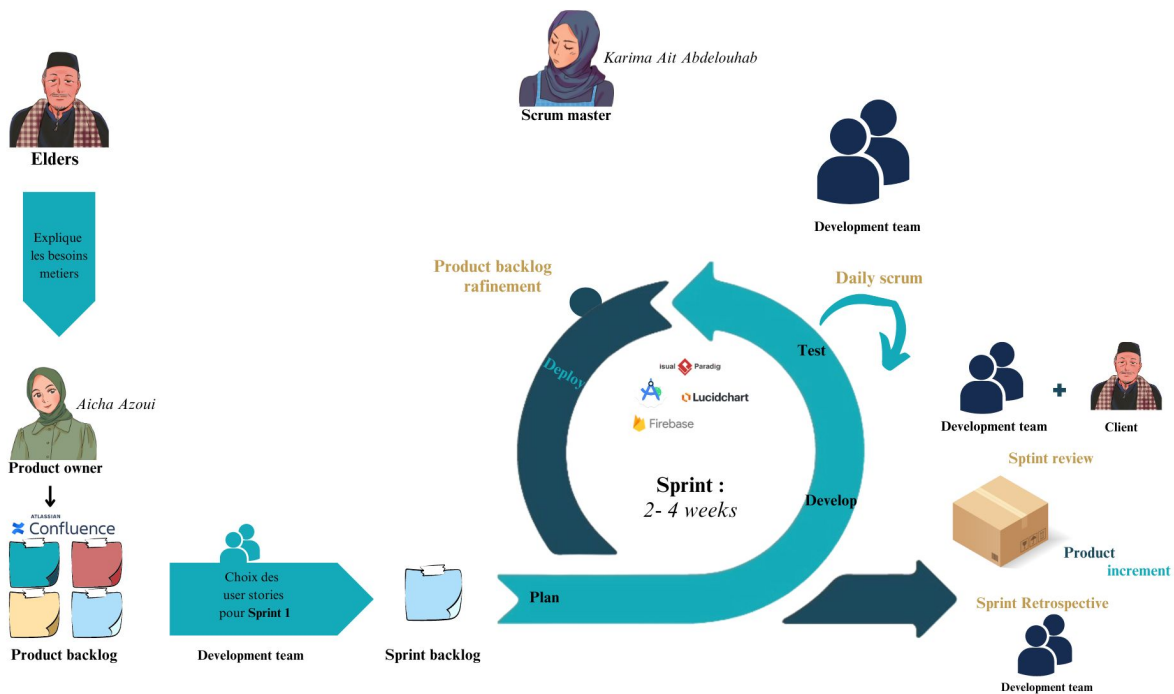 Karima Ait Abdelouhab
Scrum master
Elders
Explique
les besoins
metiers
Aicha Azoui
Product owner
ATLASSIAN
Confluence
Product backlog
Choix des
user stories
pour Sprint 1
Development team
Sprint backlog
Product backlog
rafinement
Deploy
isual Paradig
Lucidchart
Firebase
Sprint :
2- 4 weeks
Plan
Develop
Test
Daily scrum
Development team
Development team
+
Client
Sptint review
Product
increment
Sprint Retrospective
Development team